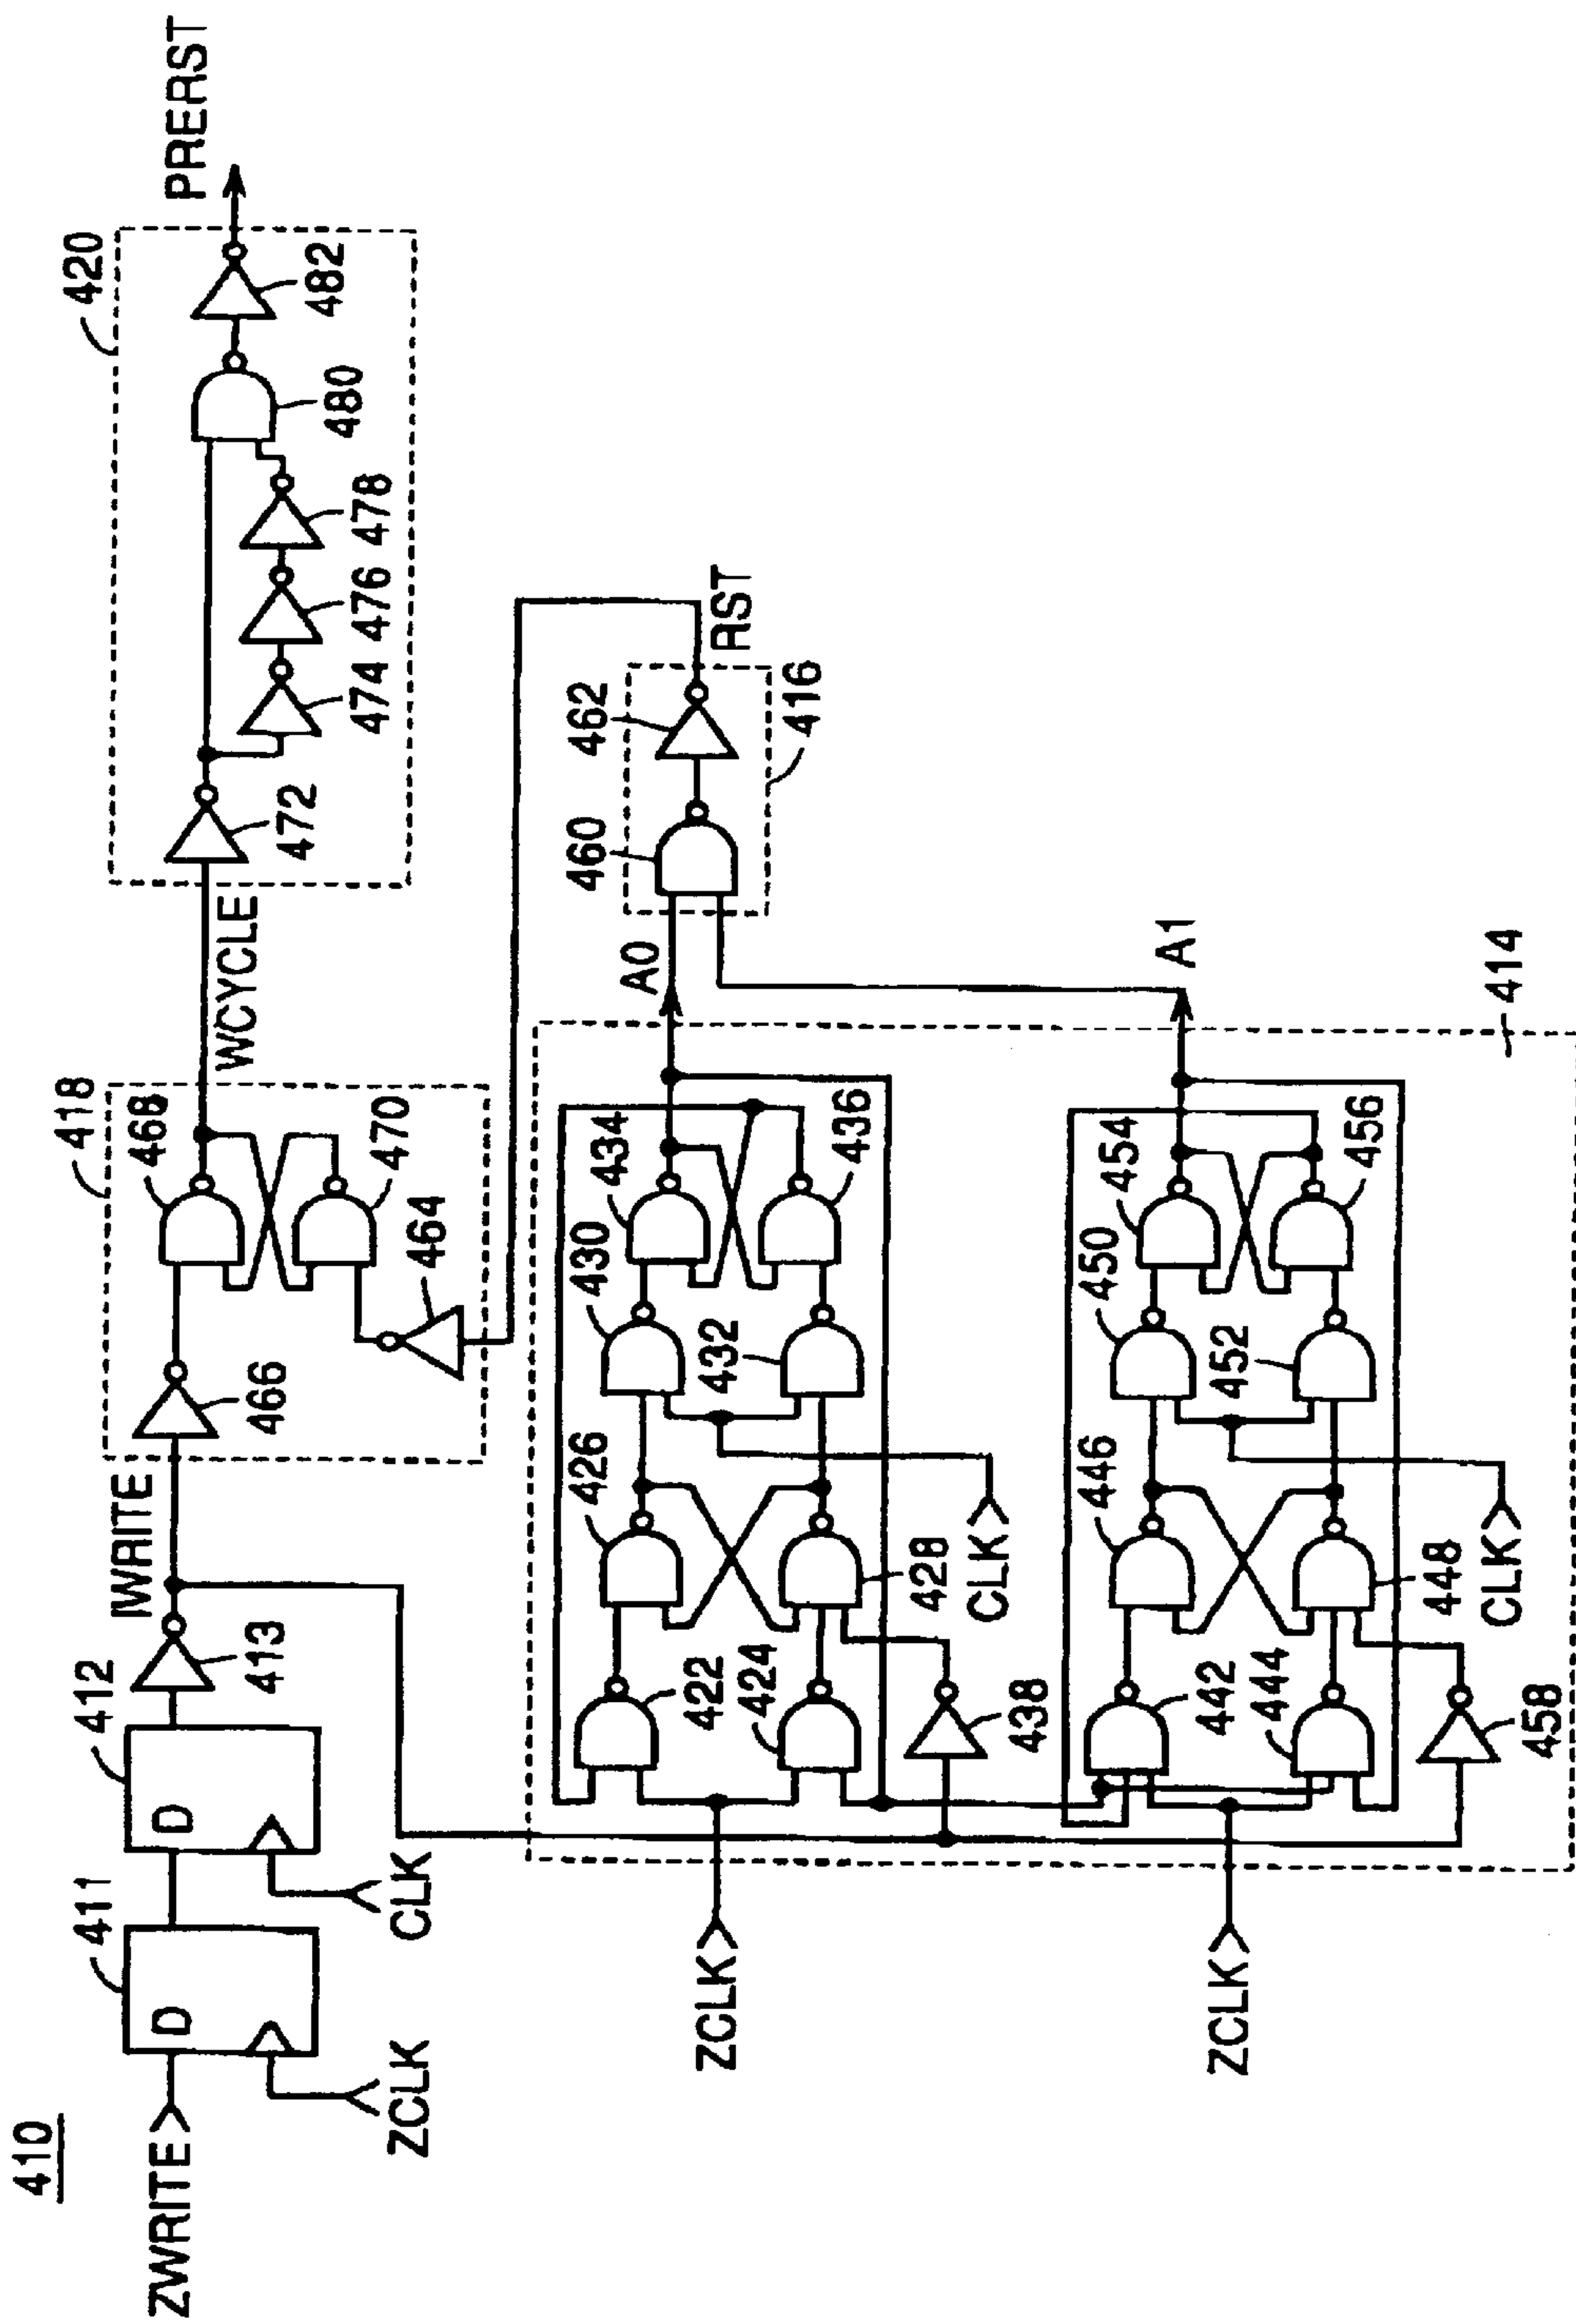 410
ZWRITE
411
D
ZCLK
412
D
CLK
413
IWRITE
418
466
468
470
464
WCYCLE
420
472
474
476
478
480
482
PRERST
ZCLK
422
424
426
428
438
430
432
434
436
CLK
A0
460
462
RST
416
ZCLK
442
444
446
448
458
450
452
454
456
CLK
A1
414